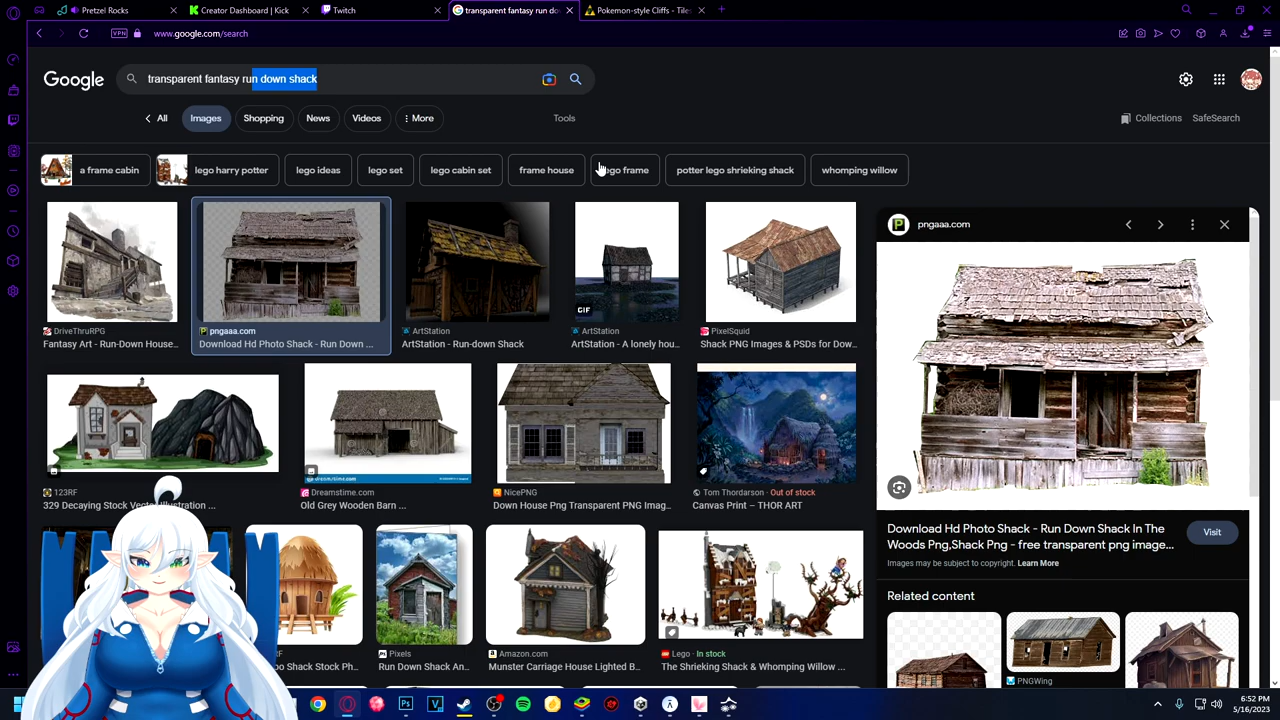 Pretzel Rocks
Creator Dashboard | Kick
Twitch
transparent fantasy run do
Pokemon-style Cliffs - Tiles
VPN
www.google.com/search
Google
transparent fantasy run down shack
All
Images
Shopping
News
Videos
More
Tools
Collections
SafeSearch
a frame cabin
lego harry potter
lego ideas
lego set
lego cabin set
frame house
lego frame
potter lego shrieking shack
whomping willow
DriveThruRPG
Fantasy Art - Run-Down House...
pngaaa.com
Download Hd Photo Shack - Run Down ...
ArtStation
ArtStation - Run-down Shack
GIF
ArtStation
ArtStation - A lonely hou...
PixelSquid
Shack PNG Images & PSDs for Dow...
123RF
329 Decaying Stock Vector Illustration ...
Dreamstime.com
Old Grey Wooden Barn ...
NicePNG
Down House Png Transparent PNG Imag...
Tom Thordarson · Out of stock
Canvas Print – THOR ART
Shack Stock Ph...
Pixels
Run Down Shack An...
Amazon.com
Munster Carriage House Lighted B...
Lego · In stock
The Shrieking Shack & Whomping Willow ...
pngaaa.com
Download Hd Photo Shack - Run Down Shack In The
Woods Png,Shack Png - free transparent png image...
Visit
Images may be subject to copyright. Learn More
Related content
PNGWing
6:52 PM
5/16/2023